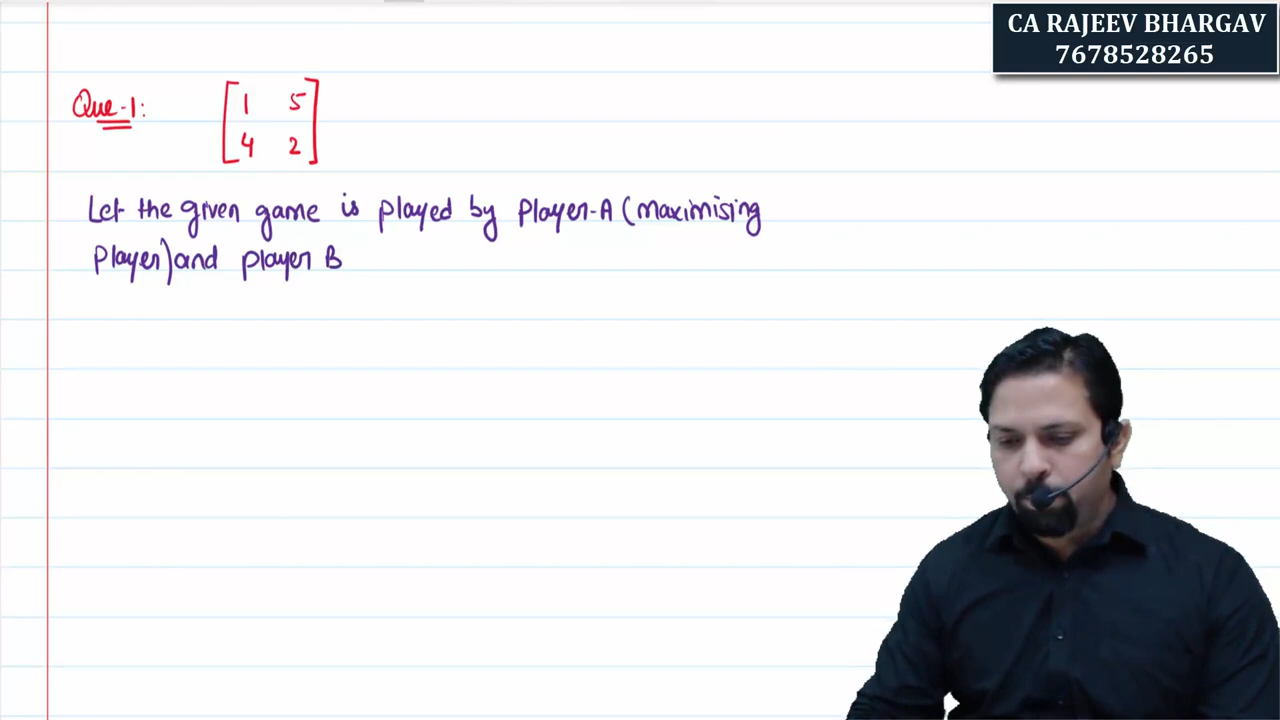 CA RAJEEV BHARGAV
7678528265
Que-1:
1 5
4 2
Let the given game is played by Player-A (maximising
Player) and player B